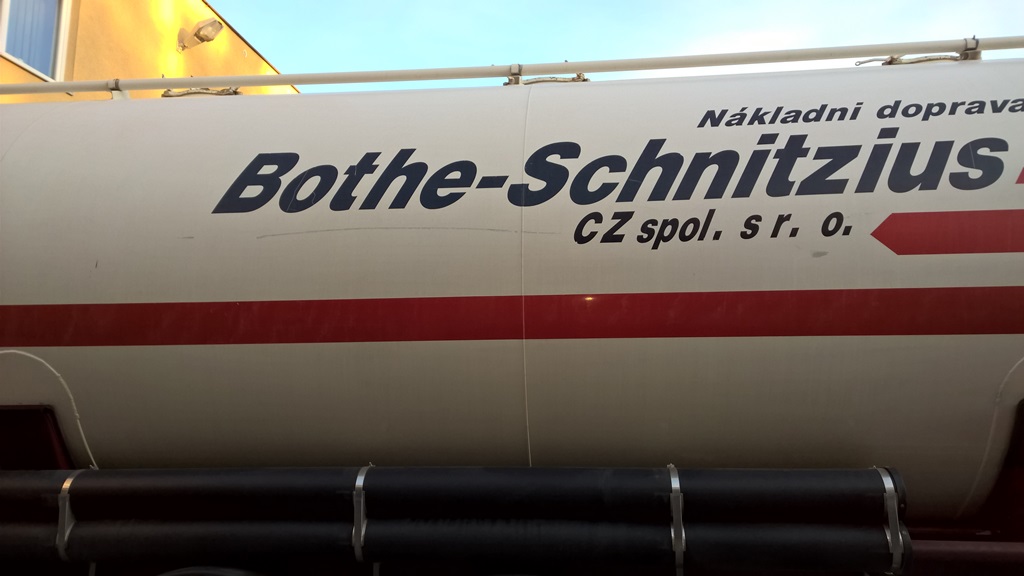 Nákladni doprava
Bothe-Schnitzius
CZ spol. s r. o.